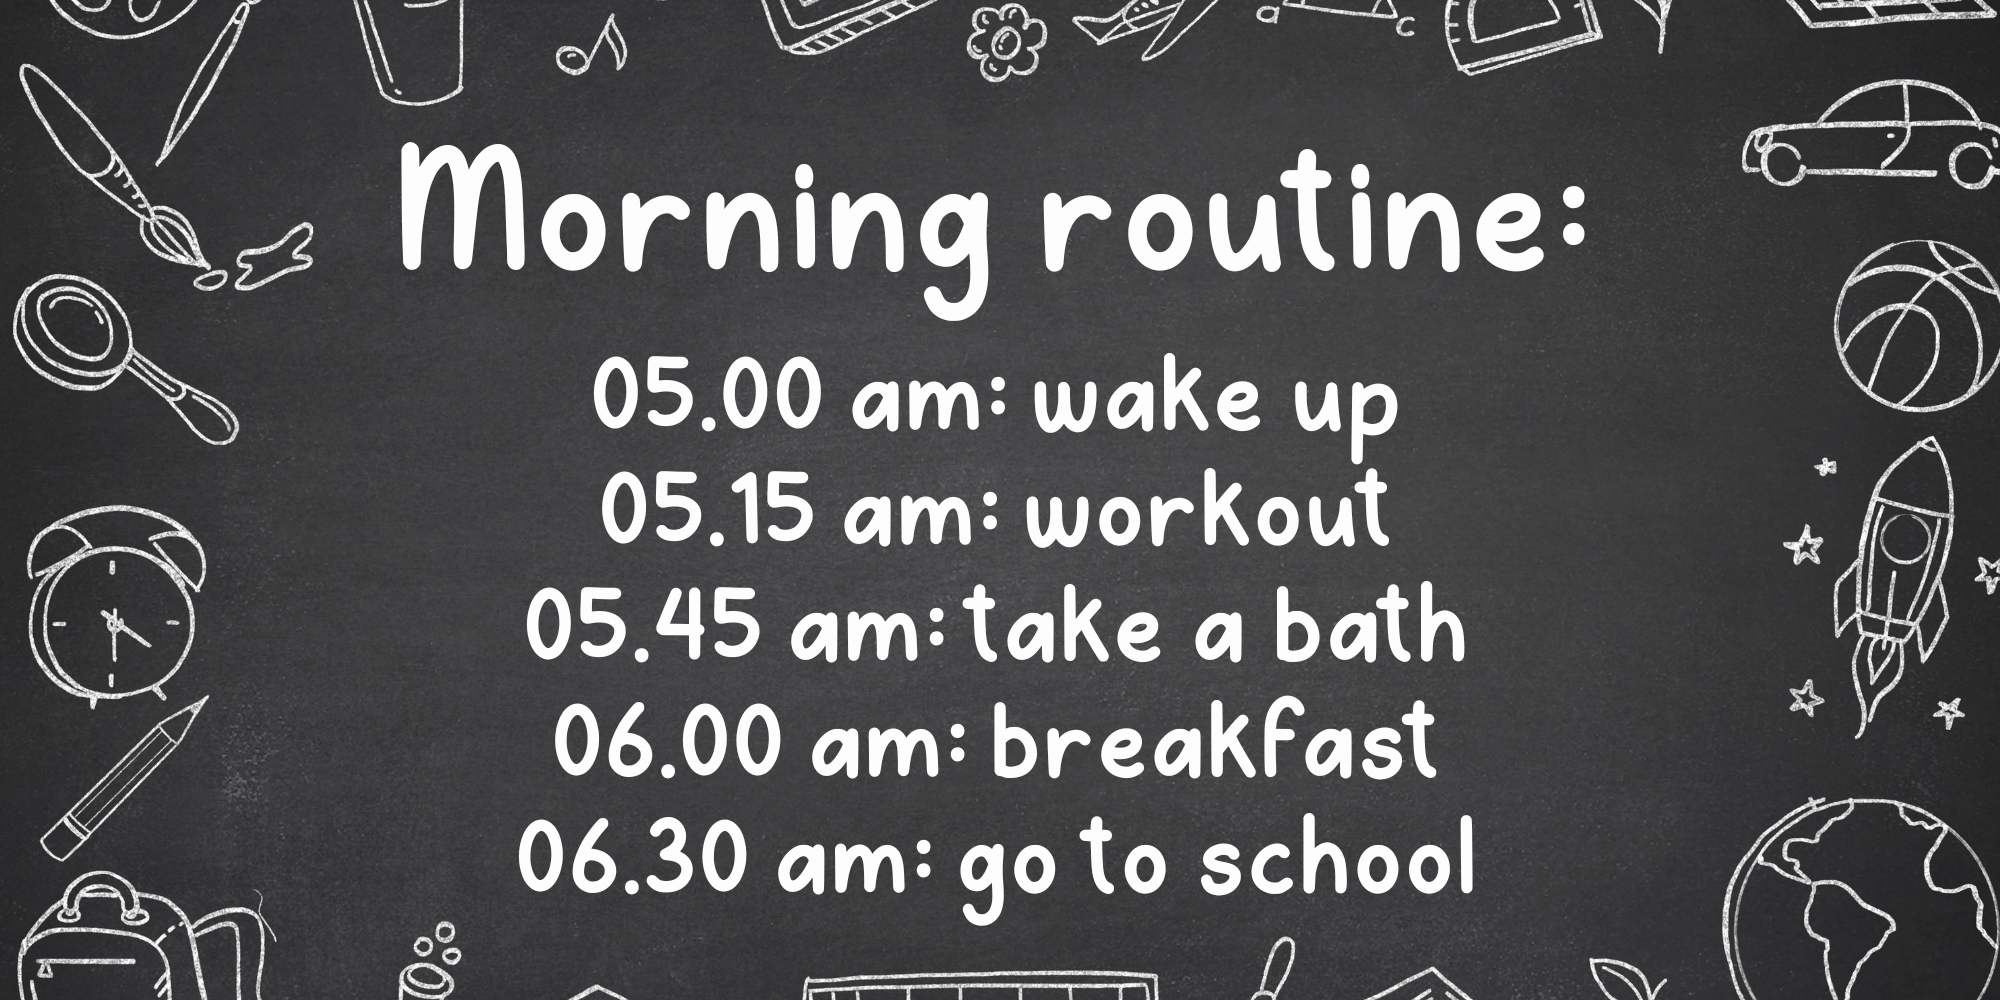 a
c
Morning routine:
05.00 am: wake up
05.15 am: workout
05.45 am: take a bath
06.00 am: breakfast
06.30 am: go to school